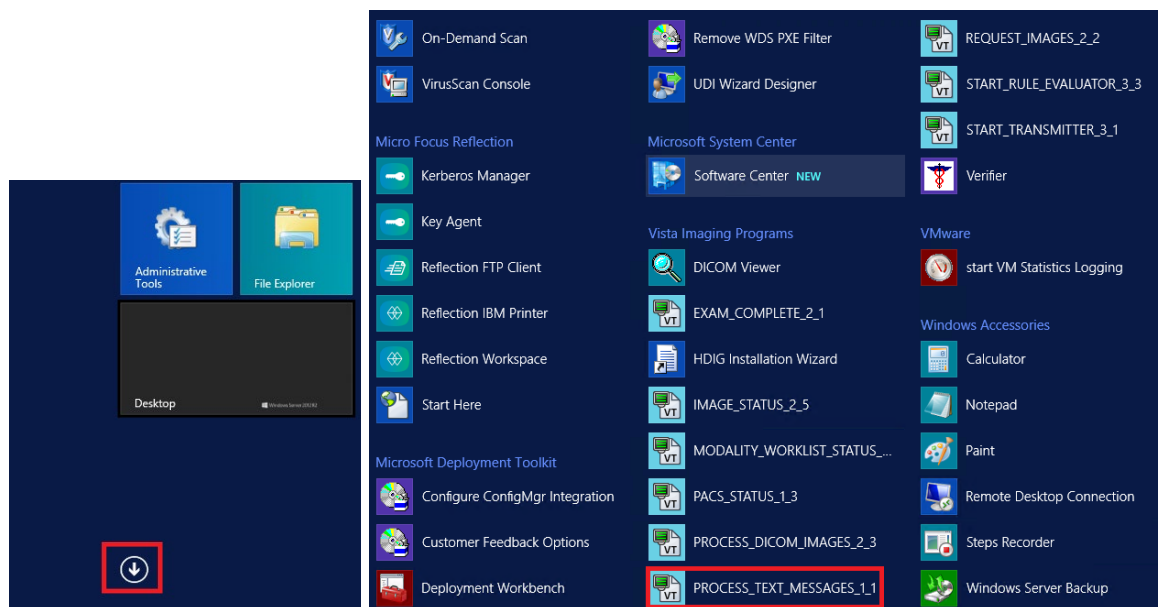 Administrative
Tools
File Explorer
Desktop
Windows Server 2012 R2
On-Demand Scan
VirusScan Console
Micro Focus Reflection
Kerberos Manager
Key Agent
Reflection FTP Client
Reflection IBM Printer
Reflection Workspace
Start Here
Microsoft Deployment Toolkit
Configure ConfigMgr Integration
Customer Feedback Options
Deployment Workbench
Remove WDS PXE Filter
UDI Wizard Designer
Microsoft System Center
Software Center NEW
Vista Imaging Programs
DICOM Viewer
EXAM_COMPLETE_2_1
HDIG Installation Wizard
IMAGE_STATUS_2_5
MODALITY_WORKLIST_STATUS_...
PACS_STATUS_1_3
PROCESS_DICOM_IMAGES_2_3
PROCESS_TEXT_MESSAGES_1_1
REQUEST_IMAGES_2_2
START_RULE_EVALUATOR_3_3
START_TRANSMITTER_3_1
Verifier
VMware
start VM Statistics Logging
Windows Accessories
Calculator
Notepad
Paint
Remote Desktop Connection
Steps Recorder
Windows Server Backup